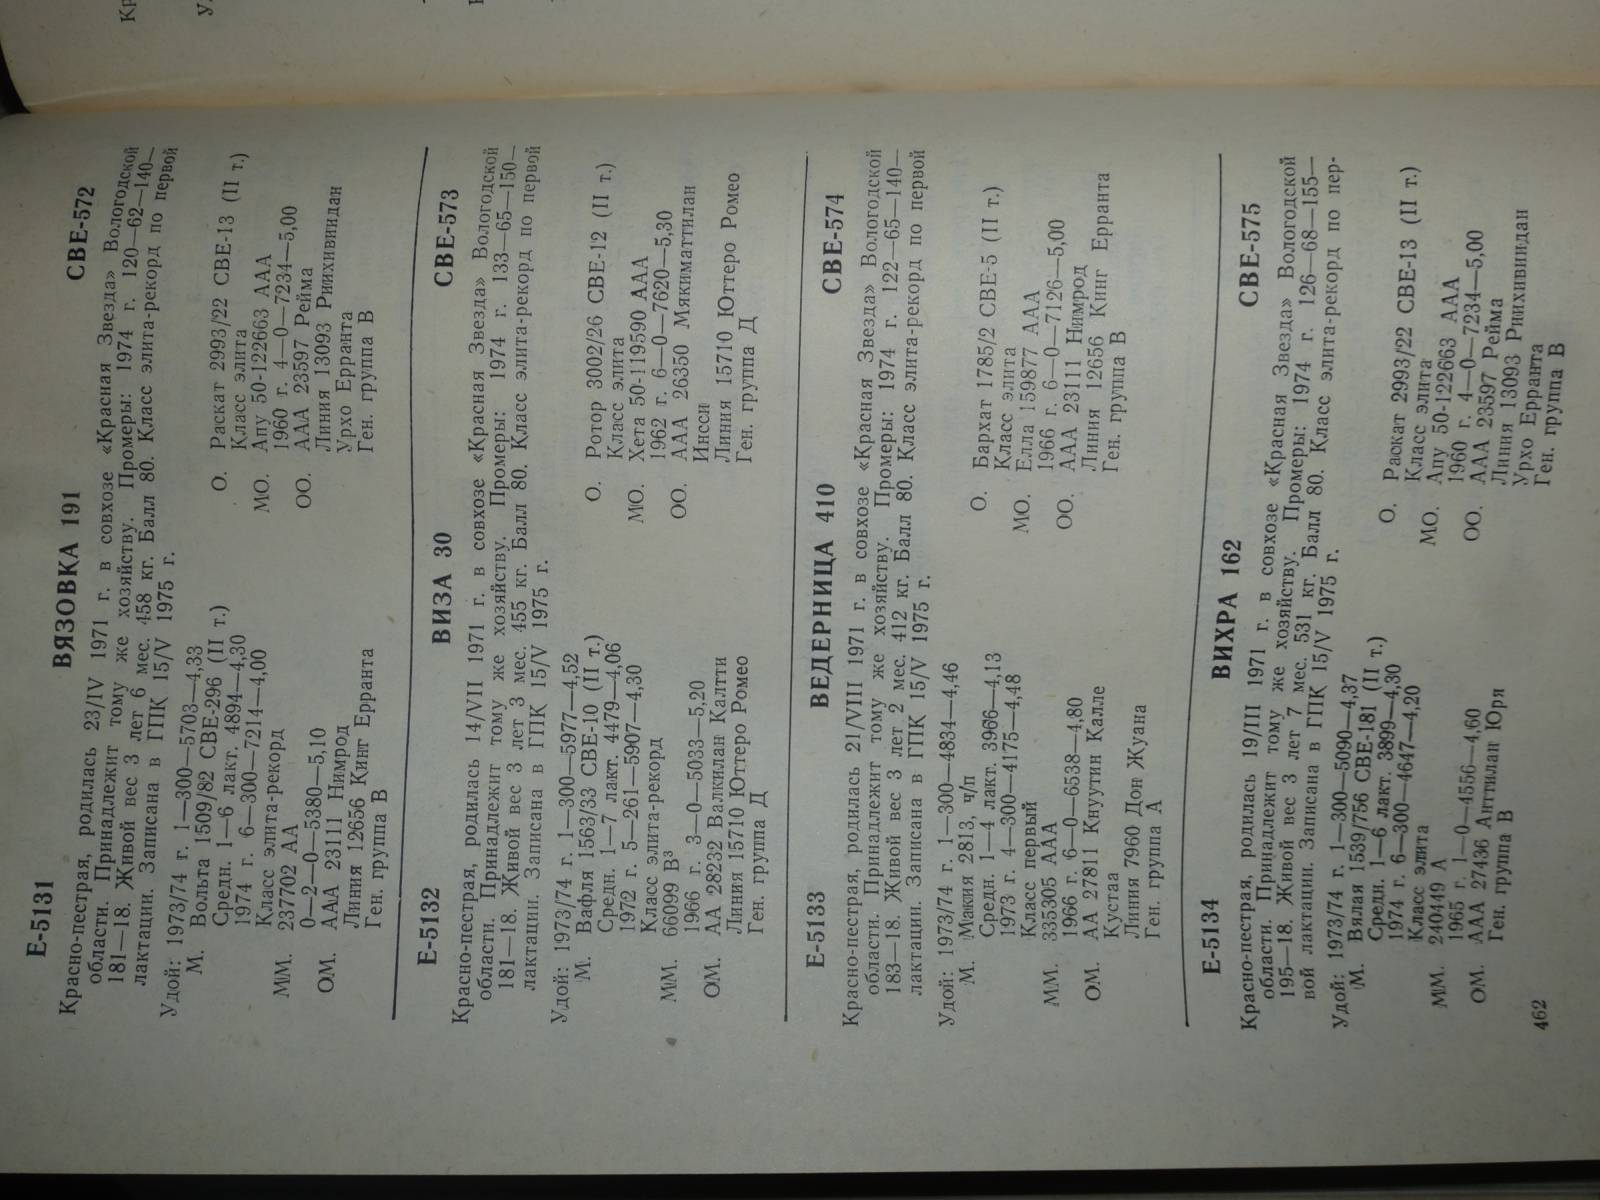 Е-5131 ВЯЗОВКА 191 СВЕ-572
Красно-пестрая, родилась 23/IV 1971 г. в совхозе «Красная Звезда» Вологодской
области. Принадлежит тому же хозяйству. Промеры: 1974 г. 120—62—140—
181—18. Живой вес 3 лет 6 мес. 458 кг. Балл 80. Класс элита-рекорд по первой
лактации. Записана в ГПК 15/V 1975 г.
Удой: 1973/74 г. 1—300—5703—4,33
М. Вольта 1509/82 СВЕ-296 (II т.)
Средн. 1—6 лакт. 4894—4,30
1974 г. 6—300—7214—4,00
Класс элита-рекорд
ММ. 237702 АА
0—2—0—5380—5,10
ОМ. ААА 23111 Нимрод
Линия 12656 Кинг Ерранта
Ген. группа В
О. Раскат 2993/22 СВЕ-13 (II т.)
Класс элита
МО. Апу 50-122663 ААА
1960 г. 4—0—7234—5,00
ОО. ААА 23597 Рейма
Линия 13093 Риихивиидан
Урхо Ерранта
Ген. группа В
Е-5132 ВИЗА 30 СВЕ-573
Красно-пестрая, родилась 14/VII 1971 г. в совхозе «Красная Звезда» Вологодской
области. Принадлежит тому же хозяйству. Промеры: 1974 г. 133—65—150—
181—18. Живой вес 3 лет 3 мес. 455 кг. Балл 80. Класс элита-рекорд по первой
лактации. Записана в ГПК 15/V 1975 г.
Удой: 1973/74 г. 1—300—5977—4,52
М. Вафля 1563/33 СВЕ-10 (II т.)
Средн. 1—7 лакт. 4479—4,06
1972 г. 5—261—5907—4,30
Класс элита-рекорд
ММ. 66099 В³
1966 г. 3—0—5033—5,20
ОМ. АА 28232 Валкилан Калтти
Линия 15710 Юттеро Ромео
Ген. группа Д
О. Ротор 3002/26 СВЕ-12 (II т.)
Класс элита
МО. Хета 50-119590 ААА
1962 г. 6—0—7620—5,30
ОО. ААА 26350 Мякиматтилан
Инсси
Линия 15710 Юттеро Ромео
Ген. группа Д
Е-5133 ВЕДЕРНИЦА 410 СВЕ-574
Красно-пестрая, родилась 21/VIII 1971 г. в совхозе «Красная Звезда» Вологодской
области. Принадлежит тому же хозяйству. Промеры: 1974 г. 122—65—140—
183—18. Живой вес 3 лет 2 мес. 412 кг. Балл 80. Класс элита-рекорд по первой
лактации. Записана в ГПК 15/V 1975 г.
Удой: 1973/74 г. 1—300—4834—4,46
М. Макия 2813, ч/п
Средн. 1—4 лакт. 3966—4,13
1973 г. 4—300—4175—4,48
Класс первый
ММ. 335305 ААА
1966 г. 6—0—6538—4,80
ОМ. АА 27811 Кнуутин Калле
Кустаа
Линия 7960 Дон Жуана
Ген. группа А
О. Бархат 1785/2 СВЕ-5 (II т.)
Класс элита
МО. Елла 159877 ААА
1966 г. 6—0—7126—5,00
ОО. ААА 23111 Нимрод
Линия 12656 Кинг Ерранта
Ген. группа В
Е-5134 ВИХРА 162 СВЕ-575
Красно-пестрая, родилась 19/III 1971 г. в совхозе «Красная Звезда» Вологодской
области. Принадлежит тому же хозяйству. Промеры: 1974 г. 126—68—155—
195—18. Живой вес 3 лет 7 мес. 531 кг. Балл 80. Класс элита-рекорд по пер-
вой лактации. Записана в ГПК 15/V 1975 г.
Удой: 1973/74 г. 1—300—5090—4,37
М. Вялая 1539/756 СВЕ-181 (II т.)
Средн. 1—6 лакт. 3899—4,30
1974 г. 6—300—4647—4,20
Класс элита
ММ. 240449 А
1965 г. 1—0—4556—4,60
ОМ. ААА 27436 Анттилан Юря
Ген. группа В
О. Раскат 2993/22 СВЕ-13 (II т.)
Класс элита
МО. Апу 50-122663 ААА
1960 г. 4—0—7234—5,00
ОО. ААА 23597 Рейма
Линия 13093 Риихивиидан
Урхо Ерранта
Ген. группа В
462